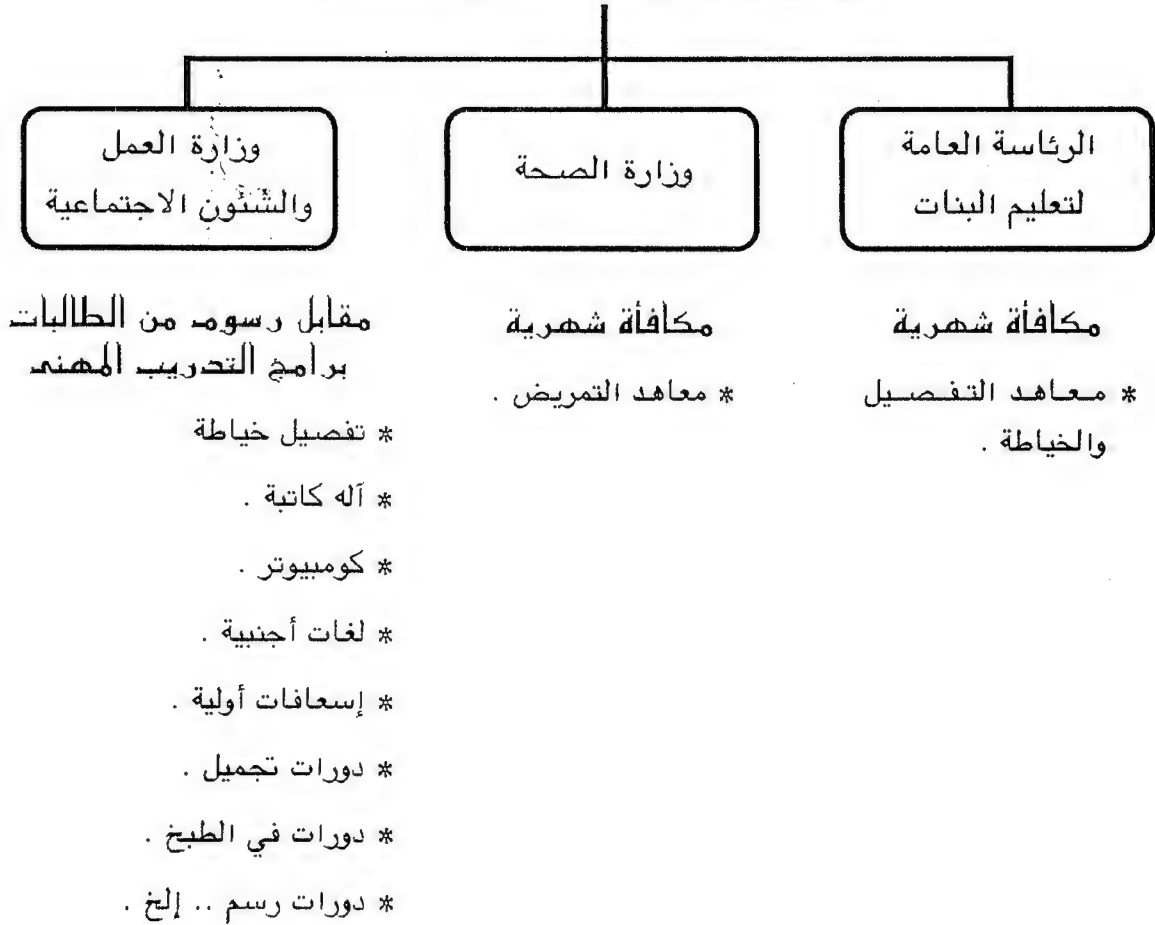 الرئاسة العامة
لتعليم البنات
وزارة الصحة
وزارة العمل
والشئون الاجتماعية
مكافأة شهرية
* معاهد التفصيل
والخياطة .
مكافأة شهرية
* معاهد التمريض .
مقابل رسوم من الطالبات
برامج التدريب المهنى
* تفصيل خياطة
* آله كاتبة .
* كومبيوتر .
* لغات أجنبية .
* إسعافات أولية .
* دورات تجميل .
* دورات في الطبخ .
* دورات رسم .. إلخ .